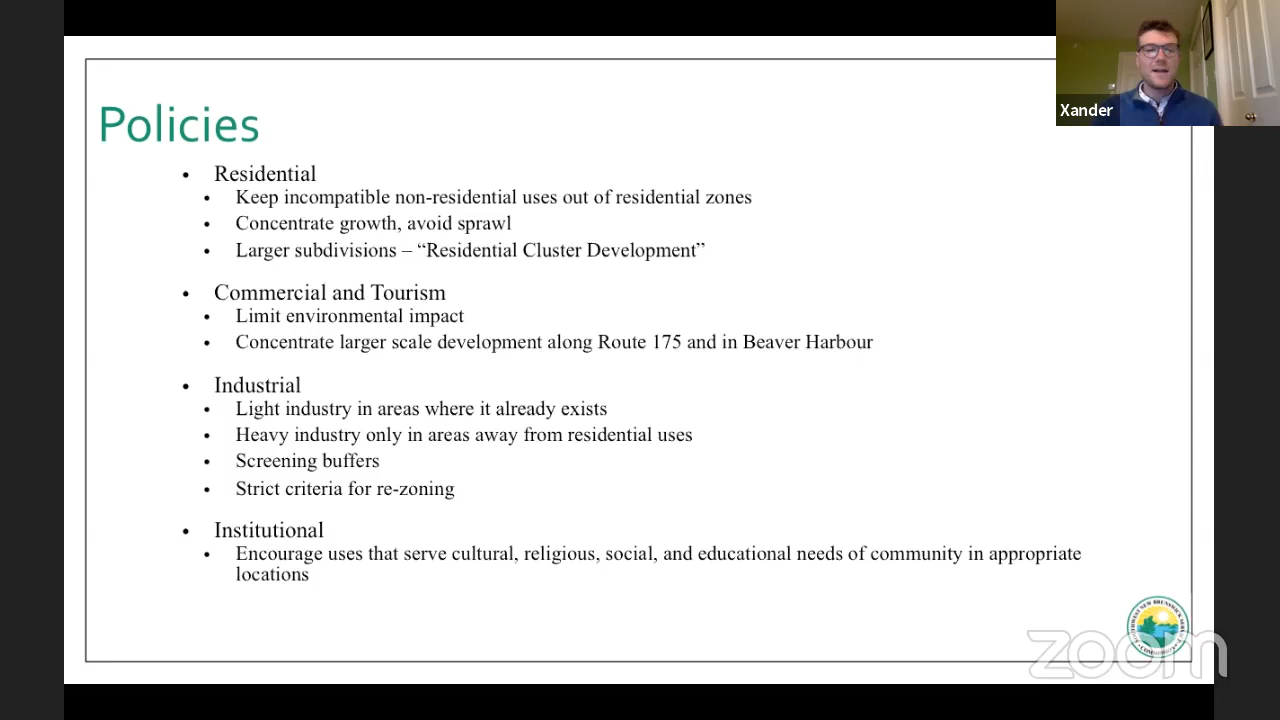 Xander
Policies
• Residential
• Keep incompatible non-residential uses out of residential zones
• Concentrate growth, avoid sprawl
• Larger subdivisions – “Residential Cluster Development”
• Commercial and Tourism
• Limit environmental impact
• Concentrate larger scale development along Route 175 and in Beaver Harbour
• Industrial
• Light industry in areas where it already exists
• Heavy industry only in areas away from residential uses
• Screening buffers
• Strict criteria for re-zoning
• Institutional
• Encourage uses that serve cultural, religious, social, and educational needs of community in appropriate
locations
zoom